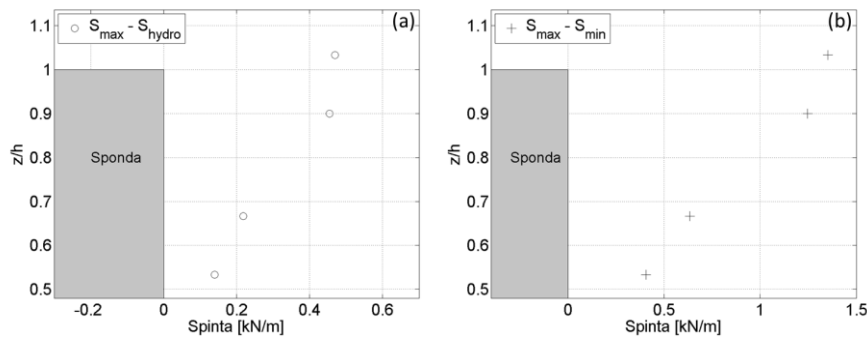 (a)
S_max - S_hydro
1.1
1
0.9
0.8
0.7
0.6
0.5
z/h
Sponda
-0.2
0
0.2
0.4
0.6
Spinta [kN/m]
(b)
S_max - S_min
1.1
1
0.9
0.8
0.7
0.6
0.5
z/h
Sponda
0
0.5
1
1.5
Spinta [kN/m]